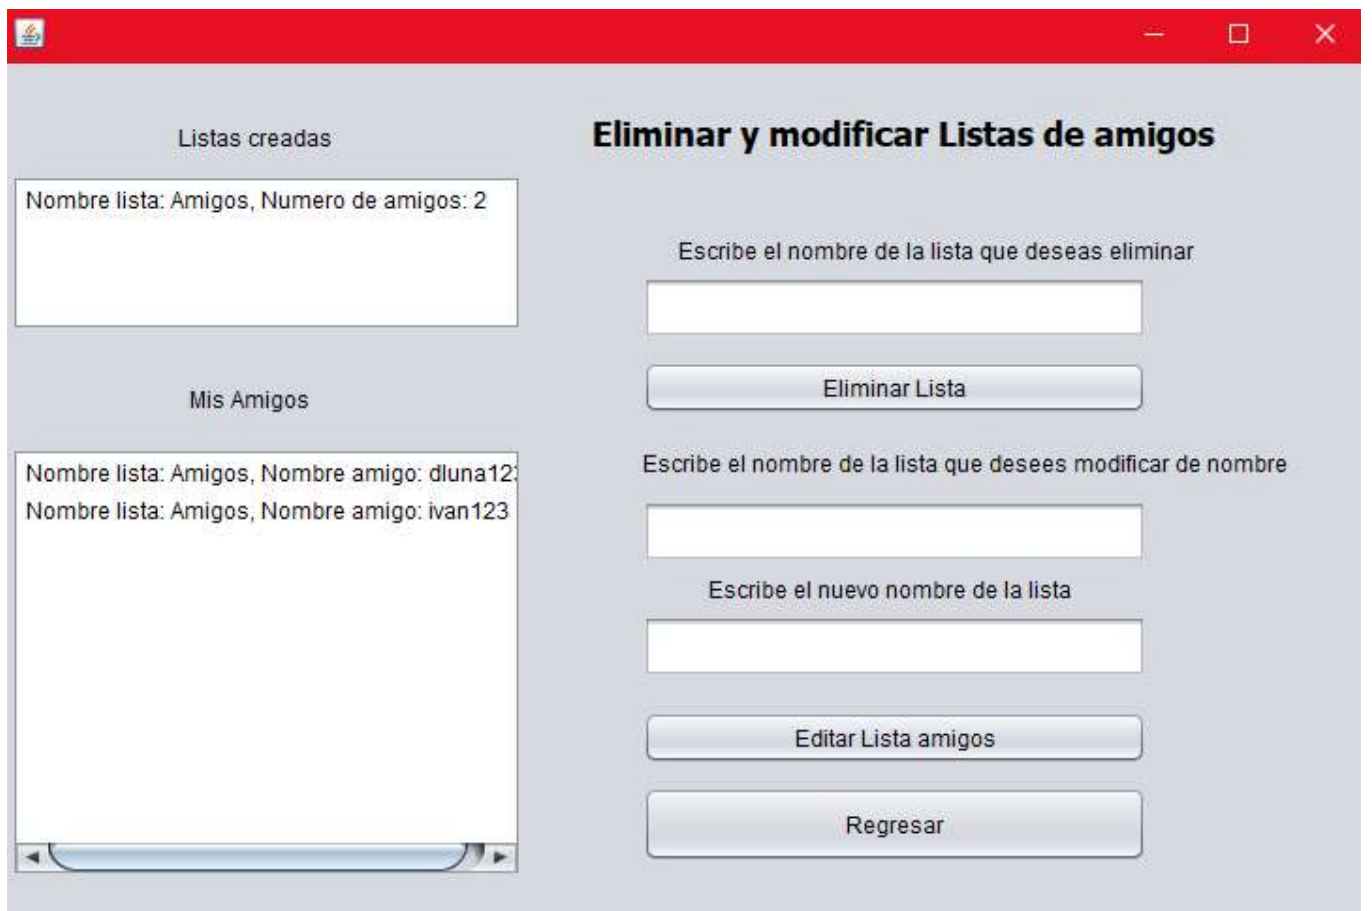 Listas creadas
Eliminar y modificar Listas de amigos
Nombre lista: Amigos, Numero de amigos: 2
Escribe el nombre de la lista que deseas eliminar
Eliminar Lista
Mis Amigos
Nombre lista: Amigos, Nombre amigo: dluna123
Nombre lista: Amigos, Nombre amigo: ivan123
Escribe el nombre de la lista que desees modificar de nombre
Escribe el nuevo nombre de la lista
Editar Lista amigos
Regresar